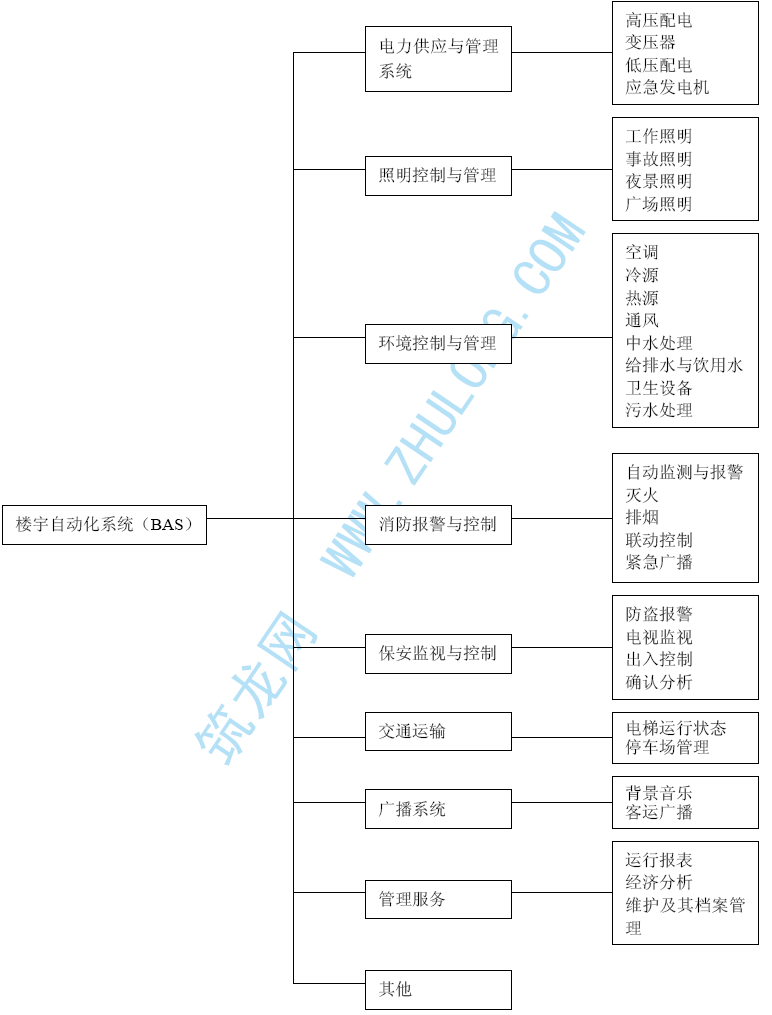 高压配电
变压器
低压配电
应急发电机
电力供应与管理
系统
工作照明
事故照明
夜景照明
广场照明
照明控制与管理
空调
冷源
热源
通风
中水处理
给排水与饮用水
卫生设备
污水处理
环境控制与管理
楼宇自动化系统（BAS）
自动监测与报警
灭火
排烟
联动控制
紧急广播
消防报警与控制
防盗报警
电视监视
出入控制
确认分析
保安监视与控制
交通运输
电梯运行状态
停车场管理
广播系统
背景音乐
客运广播
管理服务
运行报表
经济分析
维护及其档案管
理
其他
筑龙网 WWW.ZHULONG.COM